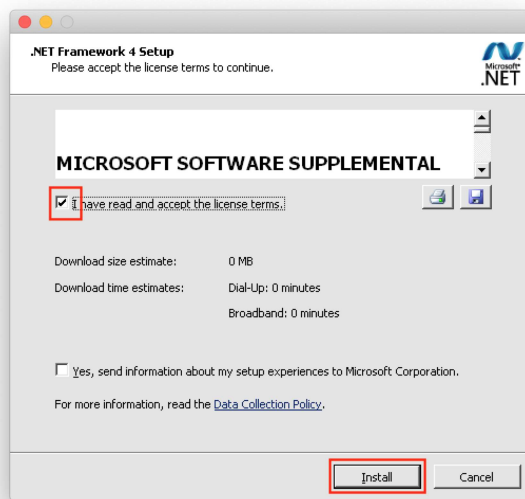 .NET Framework 4 Setup
Please accept the license terms to continue.
Microsoft®
.NET
MICROSOFT SOFTWARE SUPPLEMENTAL
I have read and accept the license terms.
Download size estimate: 0 MB
Download time estimates: Dial-Up: 0 minutes
Broadband: 0 minutes
Yes, send information about my setup experiences to Microsoft Corporation.
For more information, read the Data Collection Policy.
Install Cancel